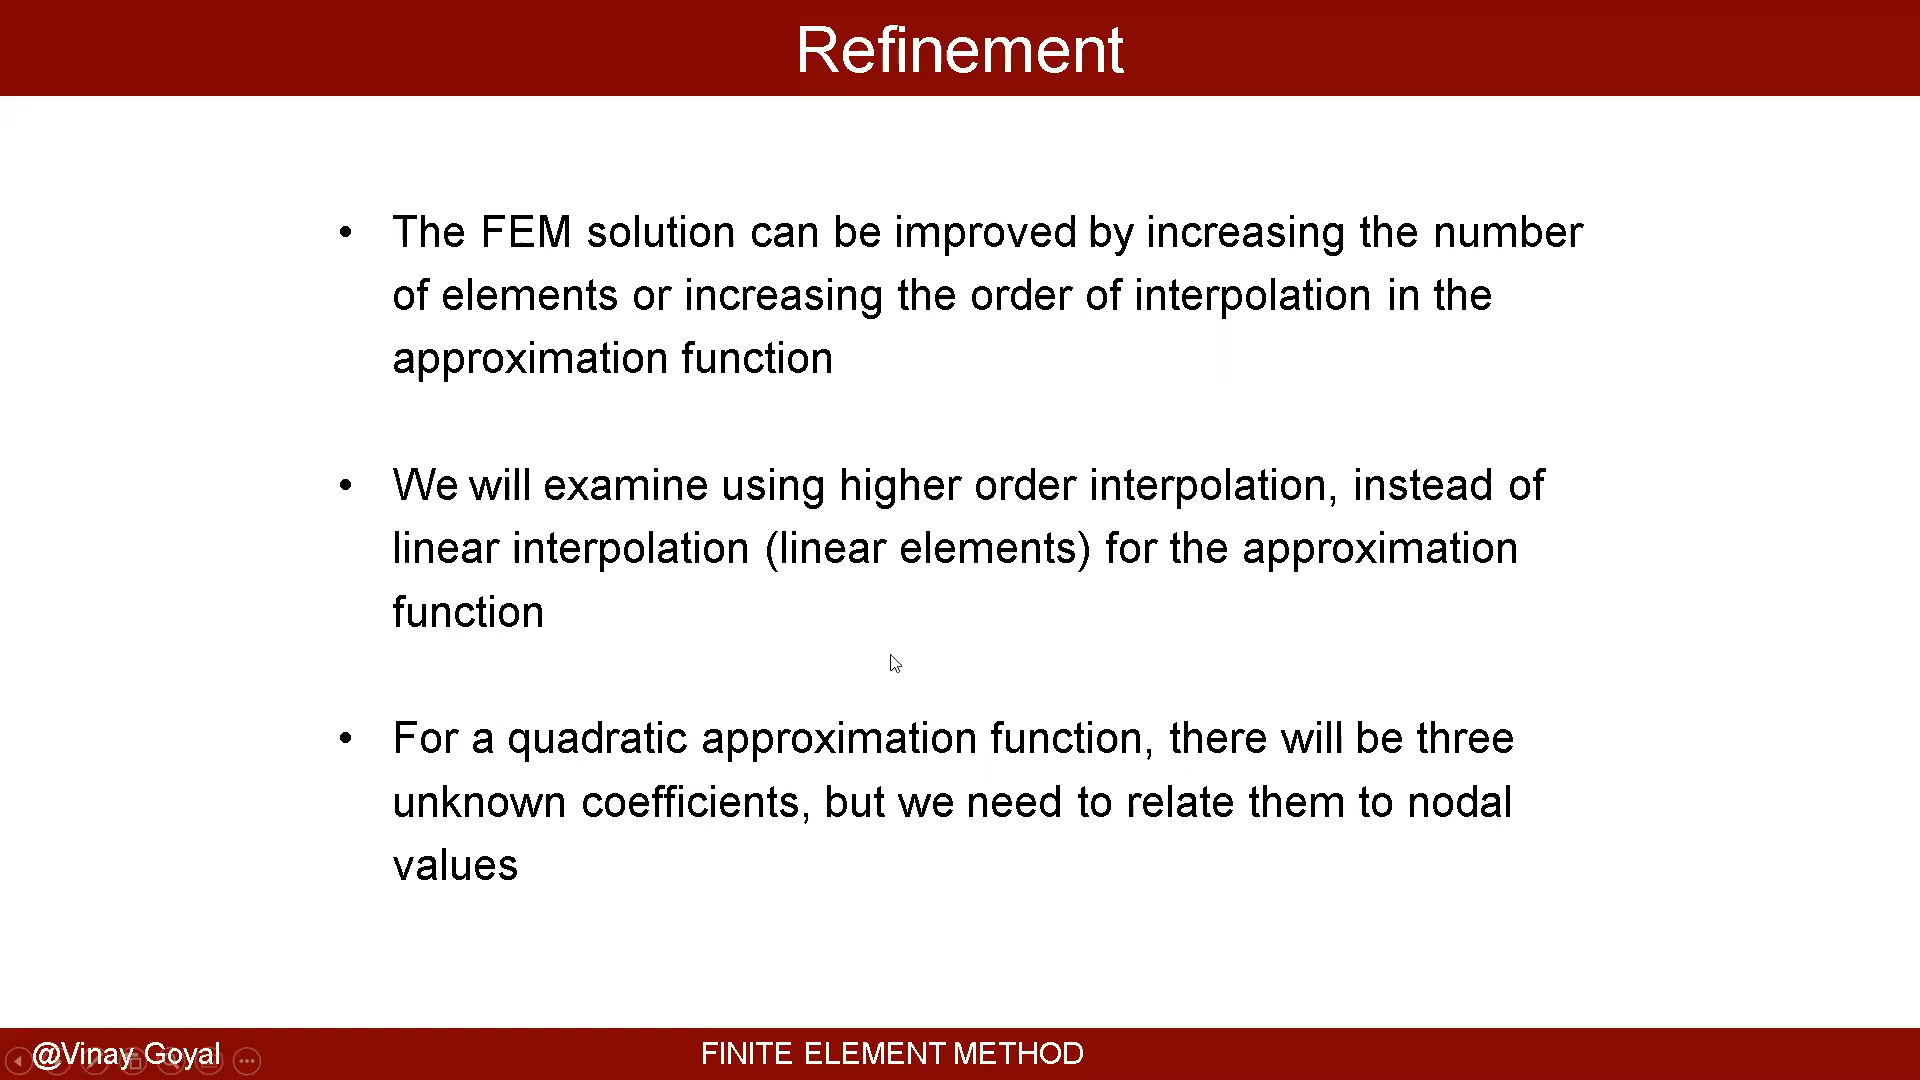 Refinement
• The FEM solution can be improved by increasing the number
of elements or increasing the order of interpolation in the
approximation function
• We will examine using higher order interpolation, instead of
linear interpolation (linear elements) for the approximation
function
• For a quadratic approximation function, there will be three
unknown coefficients, but we need to relate them to nodal
values
@Vinay Goyal
FINITE ELEMENT METHOD